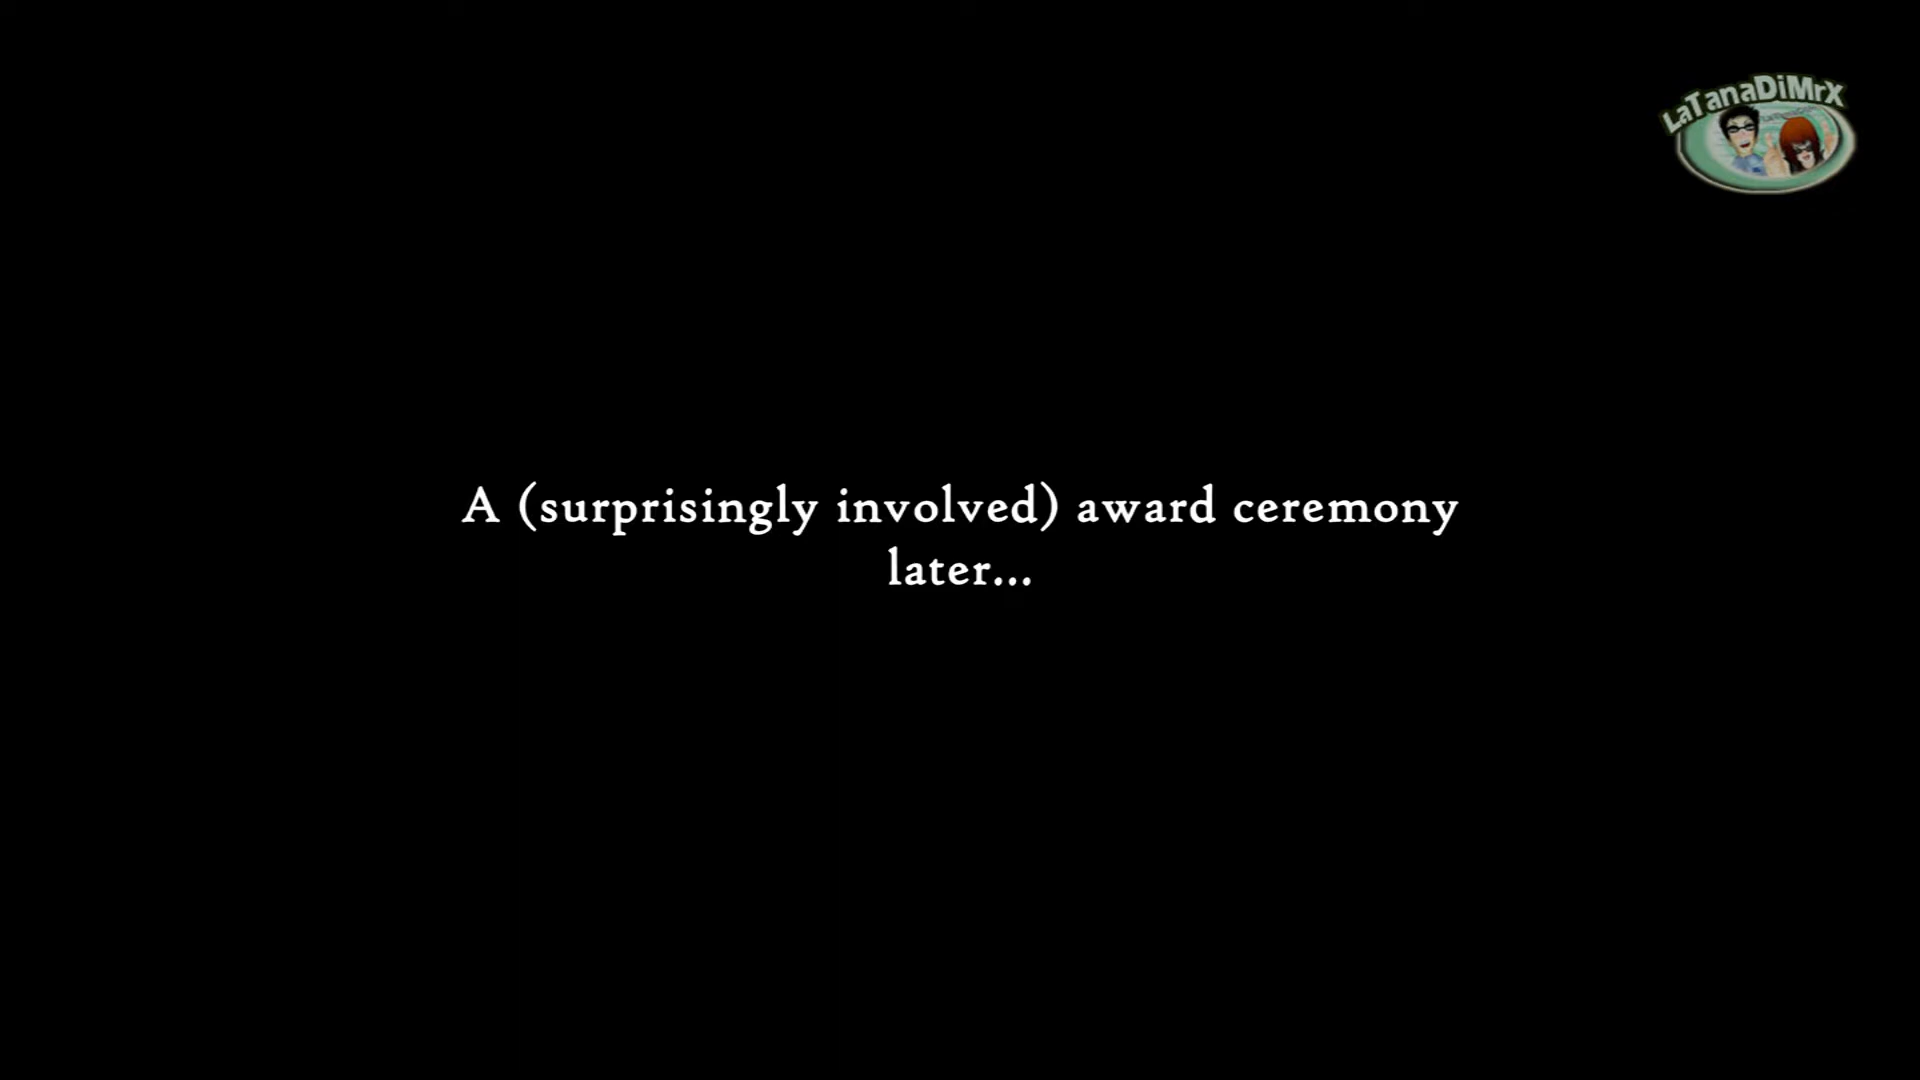 LaTanaDiMrX
A (surprisingly involved) award ceremony
later...